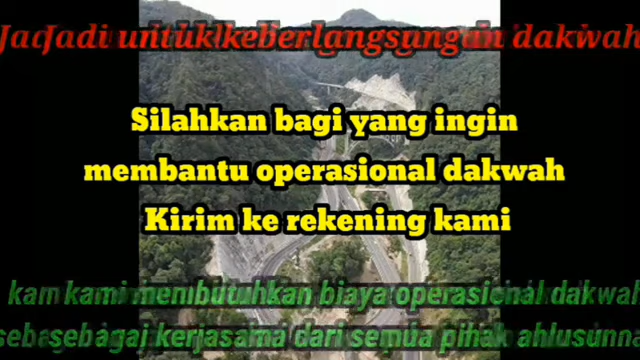 Jadi untuk keberlangsungan dakwah
Silahkan bagi yang ingin
membantu operasional dakwah
Kirim ke rekening kami
kami membutuhkan biaya operasional dakwah
sebagai kerjasama dari semua pihak ahlusunn